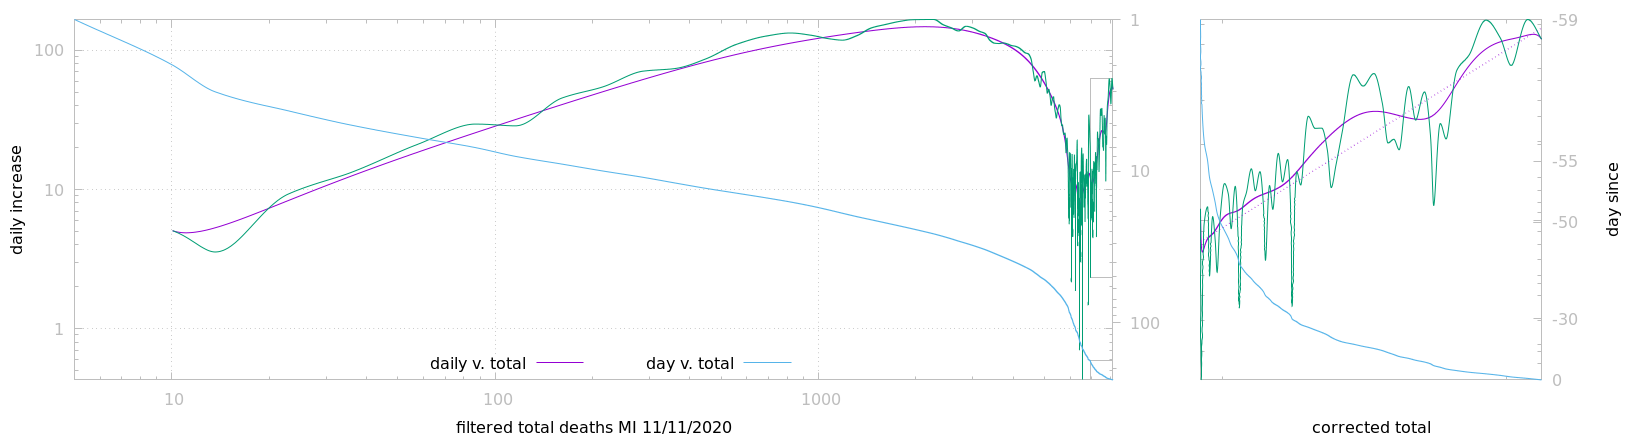 100
10
1
daily increase
daily v. total
day v. total
10
100
1000
filtered total deaths MI 11/11/2020
1
10
100
-59
-55
-50
-30
0
day since
corrected total